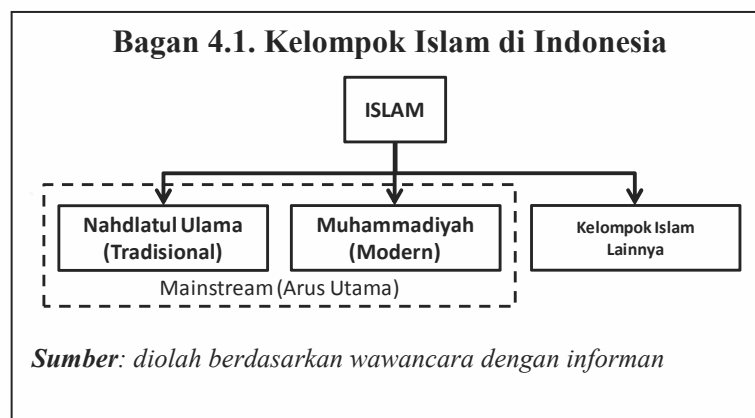 Bagan 4.1. Kelompok Islam di Indonesia
ISLAM
Nahdlatul Ulama
(Tradisional)
Muhammadiyah
(Modern)
Kelompok Islam
Lainnya
Mainstream (Arus Utama)
Sumber: diolah berdasarkan wawancara dengan informan